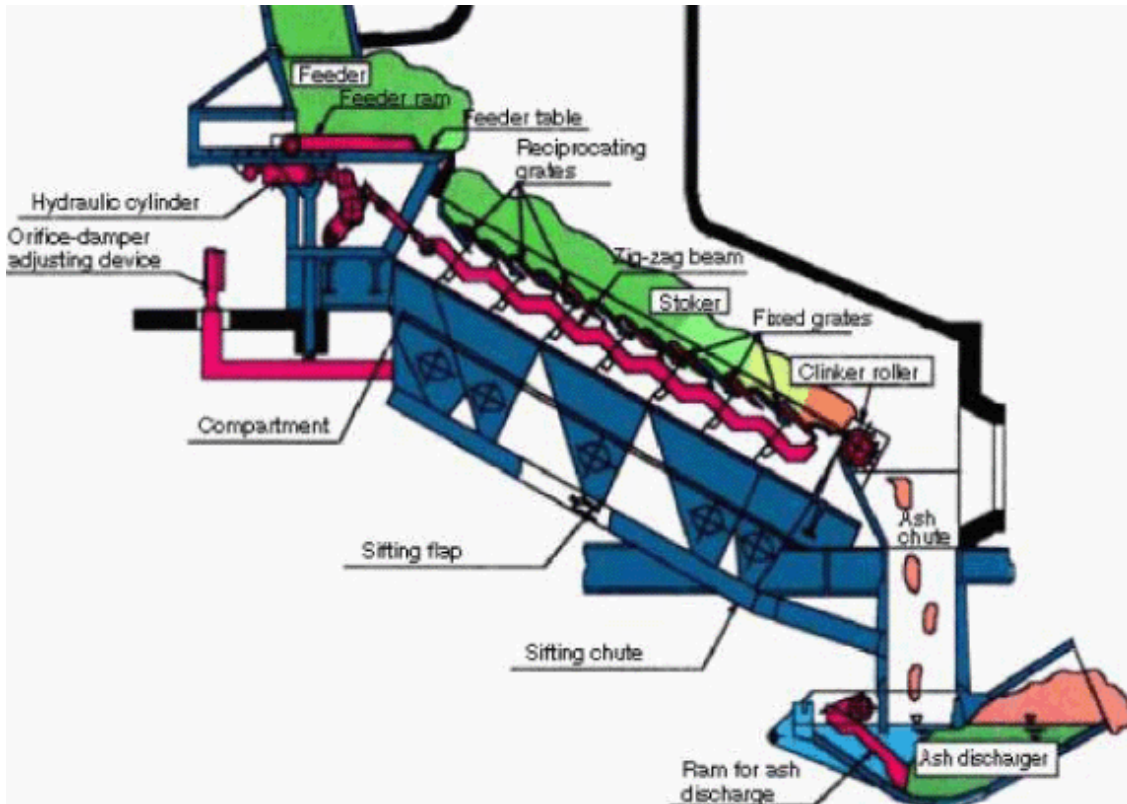 Feeder
Feeder ram
Feeder table
Reciprocating
grates
Hydraulic cylinder
Orifice-damper
adjusting device
Zig-zag beam
Stoker
Fixed grates
Clinker roller
Compartment
Ash
chute
Sifting flap
Sifting chute
Ash discharger
Ram for ash
discharge